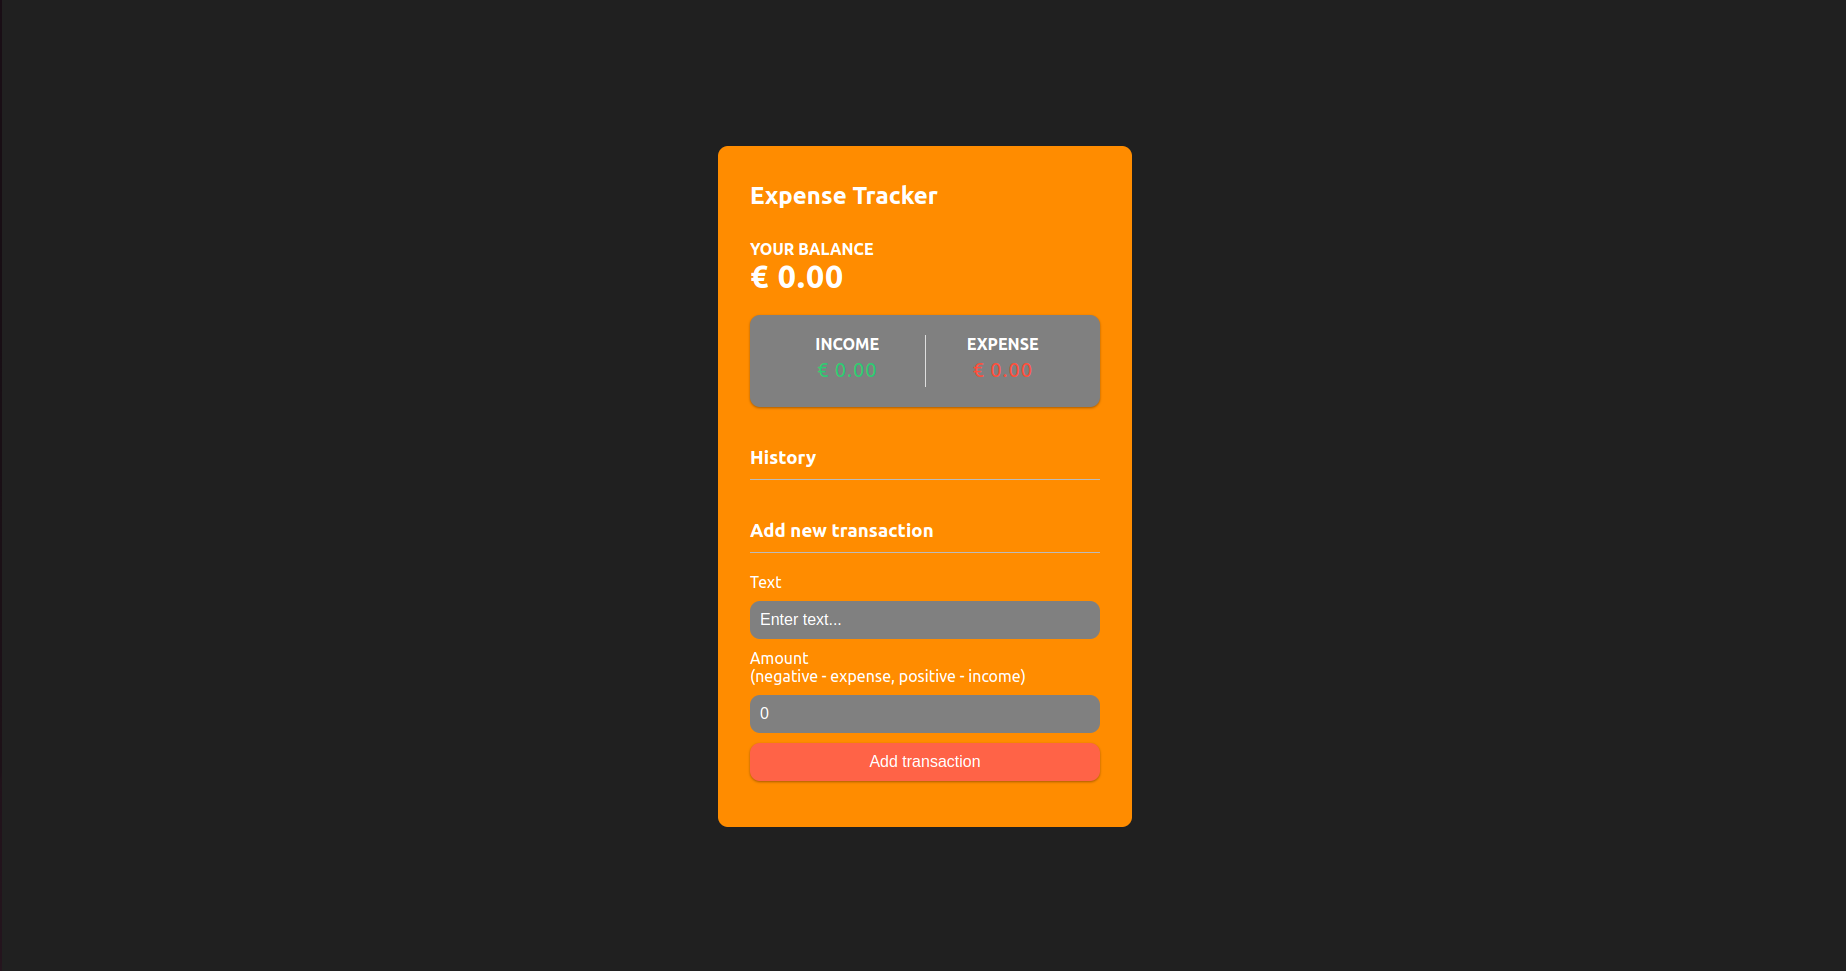 Expense Tracker
YOUR BALANCE
€ 0.00
INCOME EXPENSE
€ 0.00 € 0.00
History
Add new transaction
Text
Enter text...
Amount
(negative - expense, positive - income)
0
Add transaction